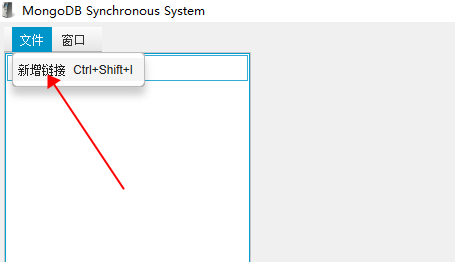 MongoDB Synchronous System
文件 窗口
新增链接 Ctrl+Shift+I